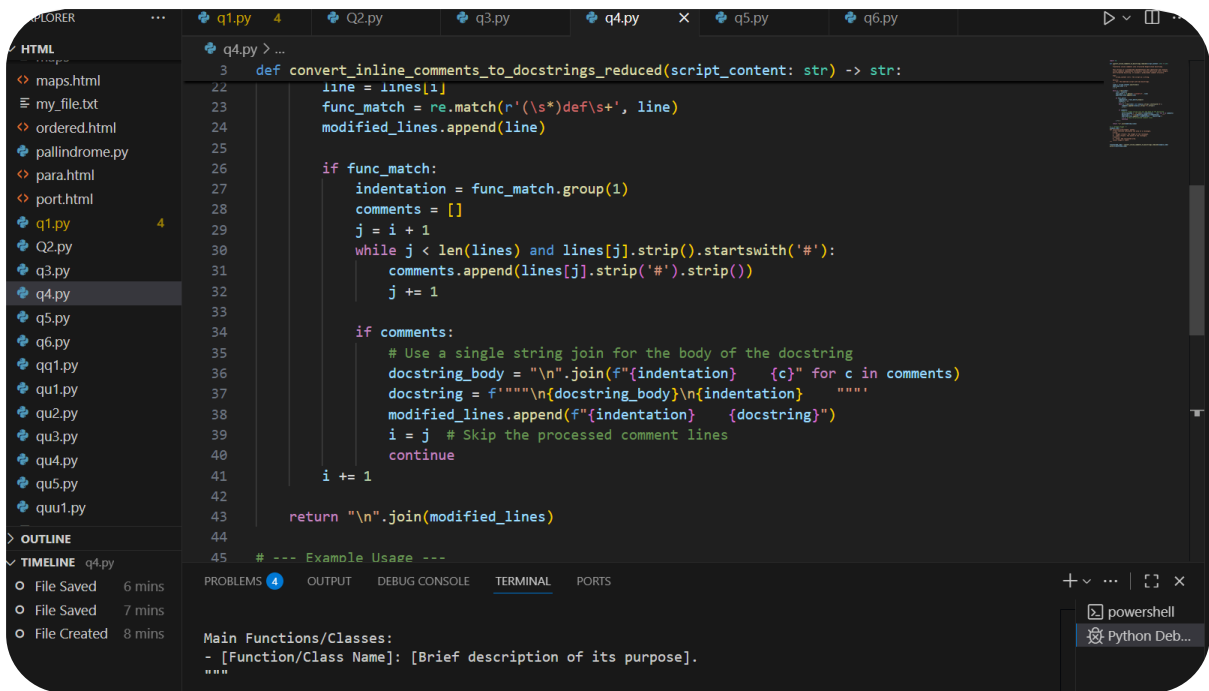 PLORER ...
HTML
maps.html
my_file.txt
ordered.html
pallindrome.py
para.html
port.html
q1.py 4
Q2.py
q3.py
q4.py
q5.py
q6.py
qq1.py
qu1.py
qu2.py
qu3.py
qu4.py
qu5.py
quu1.py
OUTLINE
TIMELINE q4.py
File Saved 6 mins
File Saved 7 mins
File Created 8 mins
q1.py 4 Q2.py q3.py q4.py q5.py q6.py
q4.py > ...
3 def convert_inline_comments_to_docstrings_reduced(script_content: str) -> str:
22 line = lines[i]
23 func_match = re.match(r'(\s*)def\s+', line)
24 modified_lines.append(line)
25
26 if func_match:
27 indentation = func_match.group(1)
28 comments = []
29 j = i + 1
30 while j < len(lines) and lines[j].strip().startswith('#'):
31 comments.append(lines[j].strip('#').strip())
32 j += 1
33
34 if comments:
35 # Use a single string join for the body of the docstring
36 docstring_body = "\n".join(f"{indentation}    {c}" for c in comments)
37 docstring = f'"""\n{docstring_body}\n{indentation}    """'
38 modified_lines.append(f"{indentation}    {docstring}")
39 i = j  # Skip the processed comment lines
40 continue
41 i += 1
42
43 return "\n".join(modified_lines)
44
45 # --- Example Usage ---
PROBLEMS 4 OUTPUT DEBUG CONSOLE TERMINAL PORTS
Main Functions/Classes:
- [Function/Class Name]: [Brief description of its purpose].
"""
powershell
Python Deb...